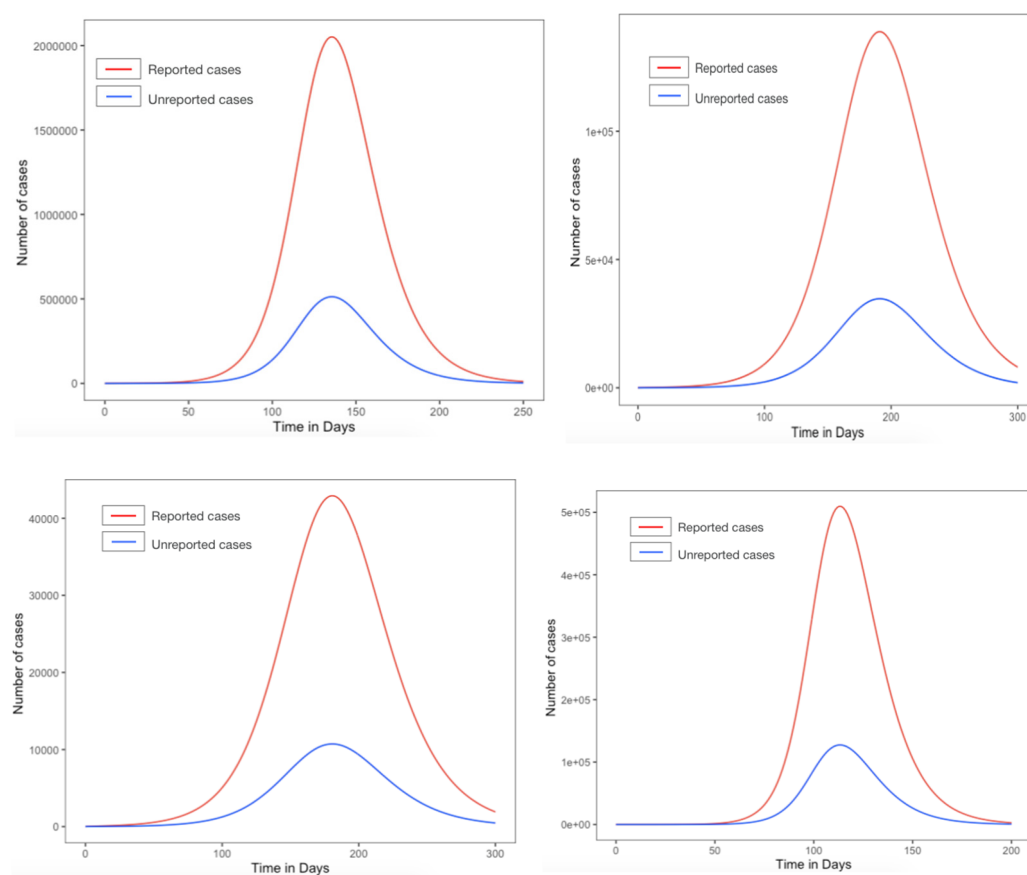 2000000
1500000
1000000
500000
0
Number of cases
Reported cases
Unreported cases
0 50 100 150 200 250
Time in Days
1e+05
5e+04
0e+00
Number of cases
Reported cases
Unreported cases
0 100 200 300
Time in Days
40000
30000
20000
10000
0
Number of cases
Reported cases
Unreported cases
0 100 200 300
Time in Days
5e+05
4e+05
3e+05
2e+05
1e+05
0e+00
Number of cases
Reported cases
Unreported cases
0 50 100 150 200
Time in Days